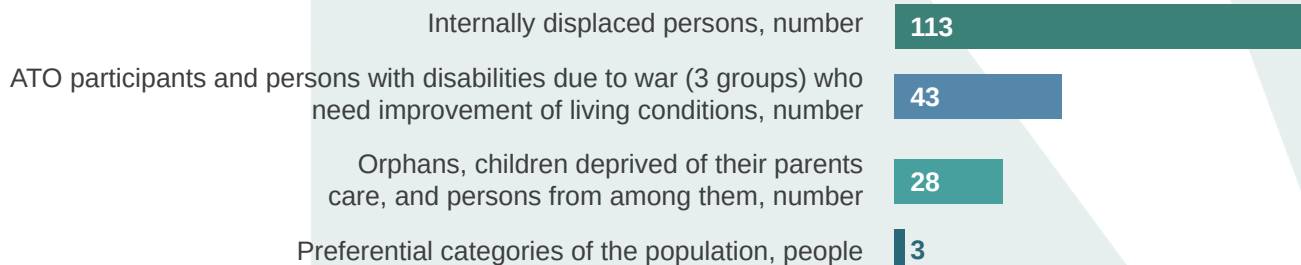 Internally displaced persons, number 113
ATO participants and persons with disabilities due to war (3 groups) who
need improvement of living conditions, number 43
Orphans, children deprived of their parents
care, and persons from among them, number 28
Preferential categories of the population, people 3